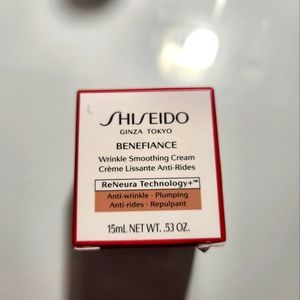 SHISEIDO
GINZA TOKYO
BENEFIANCE
Wrinkle Smoothing Cream
Crème Lissante Anti-Rides
ReNeura Technology+™
Anti-wrinkle - Plumping
Anti-rides - Repulpant
15mL NET WT. .53 OZ.